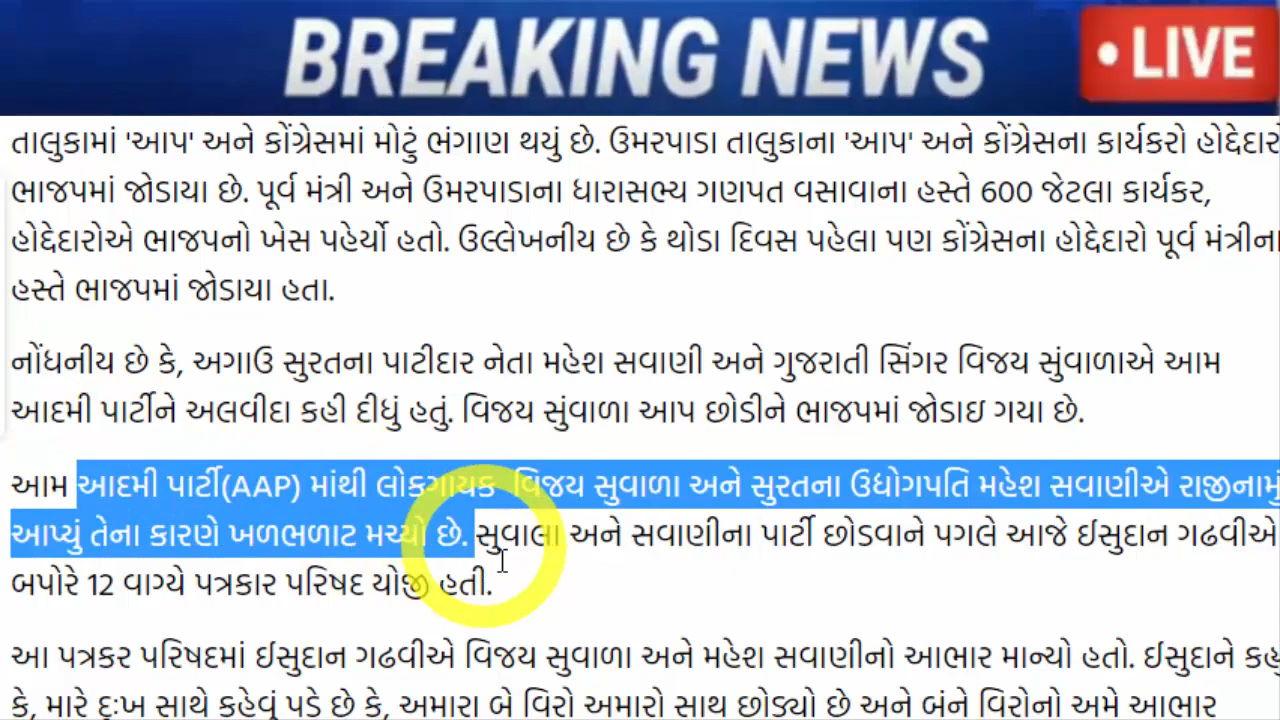 BREAKING NEWS
• LIVE
તાલુકામાં 'આપ' અને કોંગ્રેસમાં મોટું ભંગાણ થયું છે. ઉમરપાડા તાલુકાના 'આપ' અને કોંગ્રેસના કાર્યકરો હોદ્દેદારો
ભાજપમાં જોડાયા છે. પૂર્વ મંત્રી અને ઉમરપાડાના ધારાસભ્ય ગણપત વસાવાના હસ્તે 600 જેટલા કાર્યકર,
હોદ્દેદારોએ ભાજપનો ખેસ પહેર્યો હતો. ઉલ્લેખનીય છે કે થોડા દિવસ પહેલા પણ કોંગ્રેસના હોદ્દેદારો પૂર્વ મંત્રીના
હસ્તે ભાજપમાં જોડાયા હતા.
નોંધનીય છે કે, અગાઉ સુરતના પાટીદાર નેતા મહેશ સવાણી અને ગુજરાતી સિંગર વિજય સુંવાળાએ આમ
આદમી પાર્ટીને અલવીદા કહી દીધું હતું. વિજય સુંવાળા આપ છોડીને ભાજપમાં જોડાઇ ગયા છે.
આમ આદમી પાર્ટી(AAP) માંથી લોકગાયક વિજય સુવાળા અને સુરતના ઉધોગપતિ મહેશ સવાણીએ રાજીનામું
આપ્યું તેના કારણે ખળભળાટ મચ્યો છે. સુવાલા અને સવાણીના પાર્ટી છોડવાને પગલે આજે ઈસુદાન ગઢવીએ
બપોરે 12 વાગ્યે પત્રકાર પરિષદ યોજી હતી.
આ પત્રકર પરિષદમાં ઈસુદાન ગઢવીએ વિજય સુવાળા અને મહેશ સવાણીનો આભાર માન્યો હતો. ઈસુદાને કહ્યું
કે, મારે દુઃખ સાથે કહેવું પડે છે કે, અમારા બે વિરો અમારો સાથ છોડ્યો છે અને બંને વિરોનો અમે આભાર